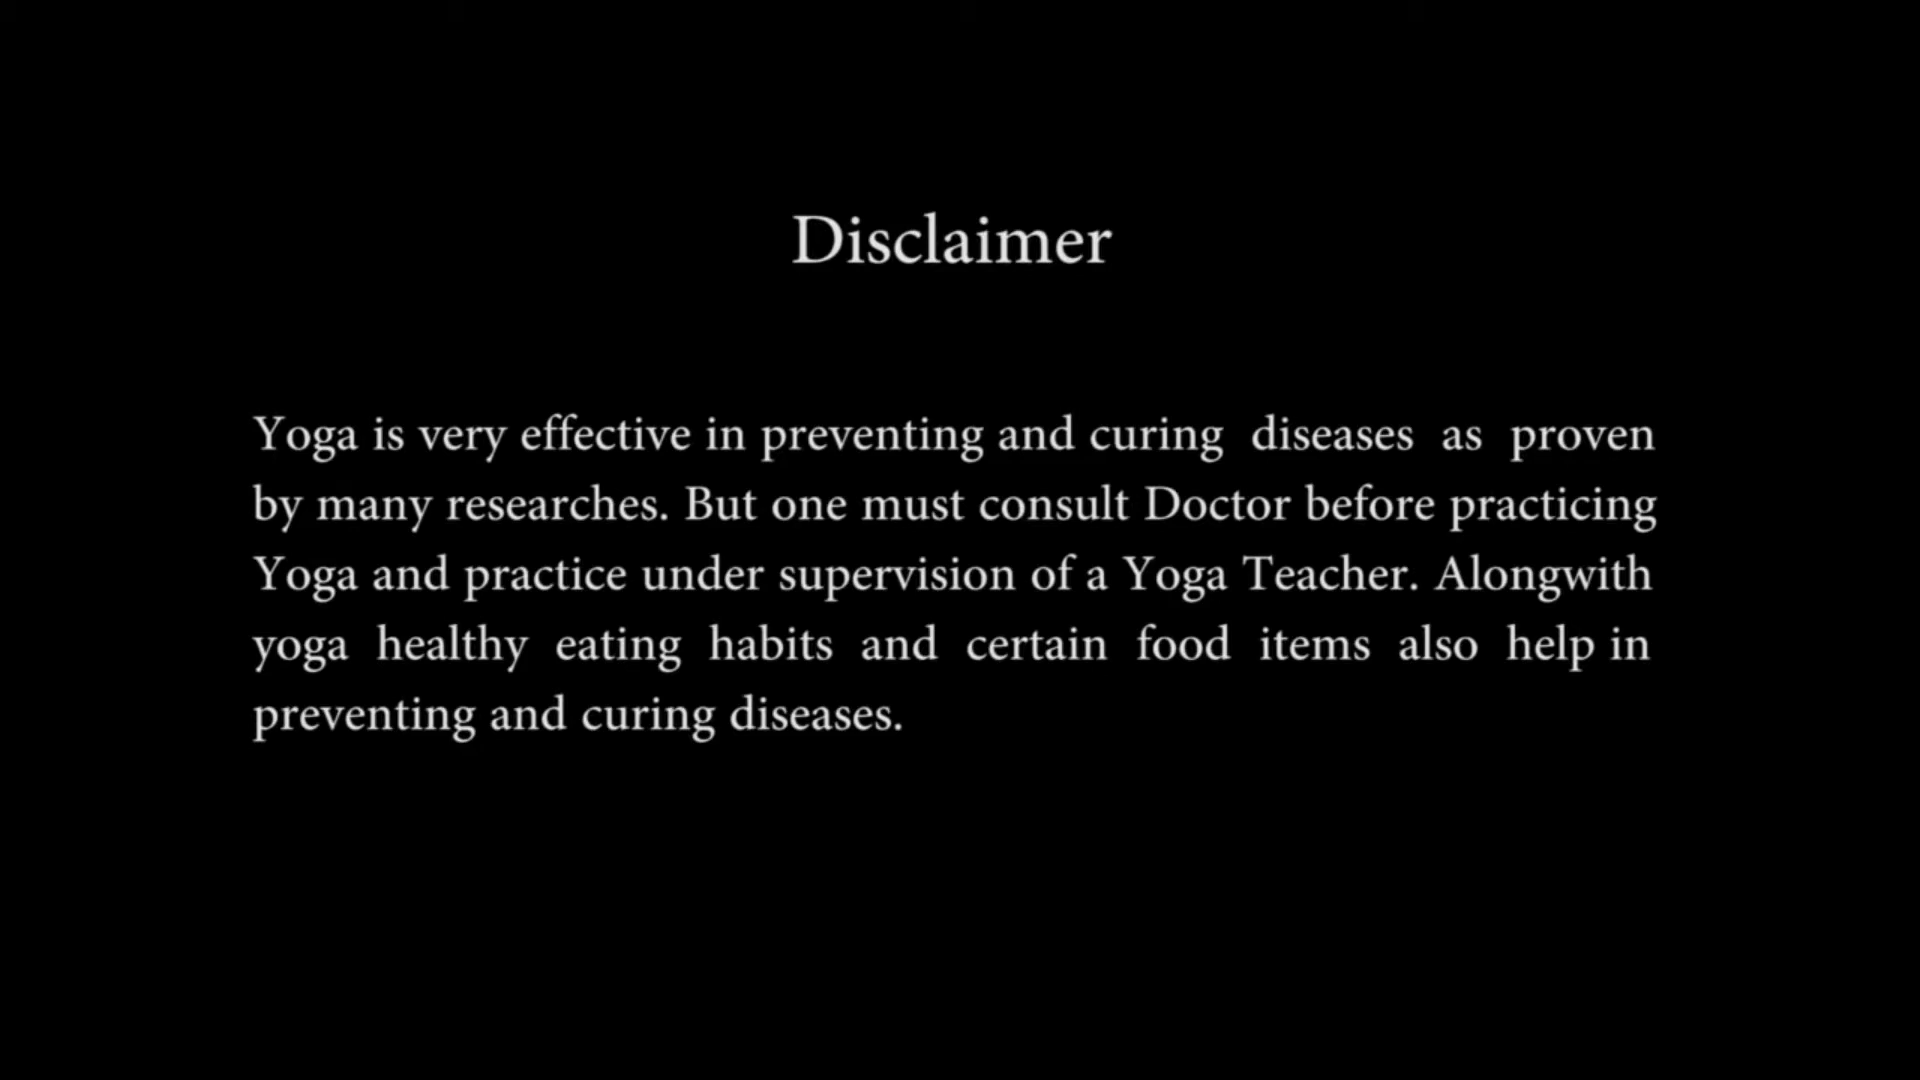 Disclaimer
Yoga is very effective in preventing and curing diseases as proven
by many researches. But one must consult Doctor before practicing
Yoga and practice under supervision of a Yoga Teacher. Alongwith
yoga healthy eating habits and certain food items also help in
preventing and curing diseases.